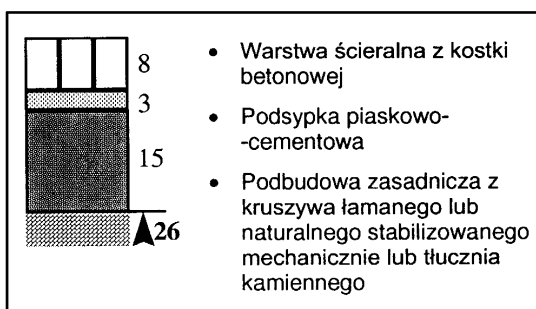 8
3
15
26
• Warstwa ścieralna z kostki
betonowej
• Podsypka piaskowo-
-cementowa
• Podbudowa zasadnicza z
kruszywa łamanego lub
naturalnego stabilizowanego
mechanicznie lub tłucznia
kamiennego